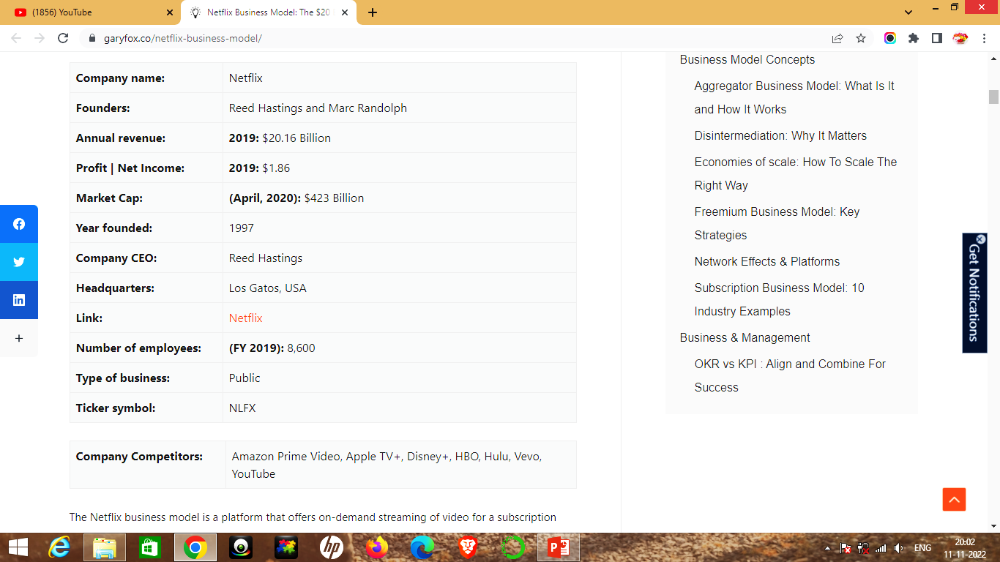 (1856) YouTube
Netflix Business Model: The $20
garyfox.co/netflix-business-model/
Company name: Netflix
Founders: Reed Hastings and Marc Randolph
Annual revenue: 2019: $20.16 Billion
Profit | Net Income: 2019: $1.86
Market Cap: (April, 2020): $423 Billion
Year founded: 1997
Company CEO: Reed Hastings
Headquarters: Los Gatos, USA
Link: Netflix
Number of employees: (FY 2019): 8,600
Type of business: Public
Ticker symbol: NLFX
Company Competitors: Amazon Prime Video, Apple TV+, Disney+, HBO, Hulu, Vevo,
YouTube
The Netflix business model is a platform that offers on-demand streaming of video for a subscription
Business Model Concepts
Aggregator Business Model: What Is It
and How It Works
Disintermediation: Why It Matters
Economies of scale: How To Scale The
Right Way
Freemium Business Model: Key
Strategies
Network Effects & Platforms
Subscription Business Model: 10
Industry Examples
Business & Management
OKR vs KPI : Align and Combine For
Success
Get Notifications
ENG
20:02
11-11-2022